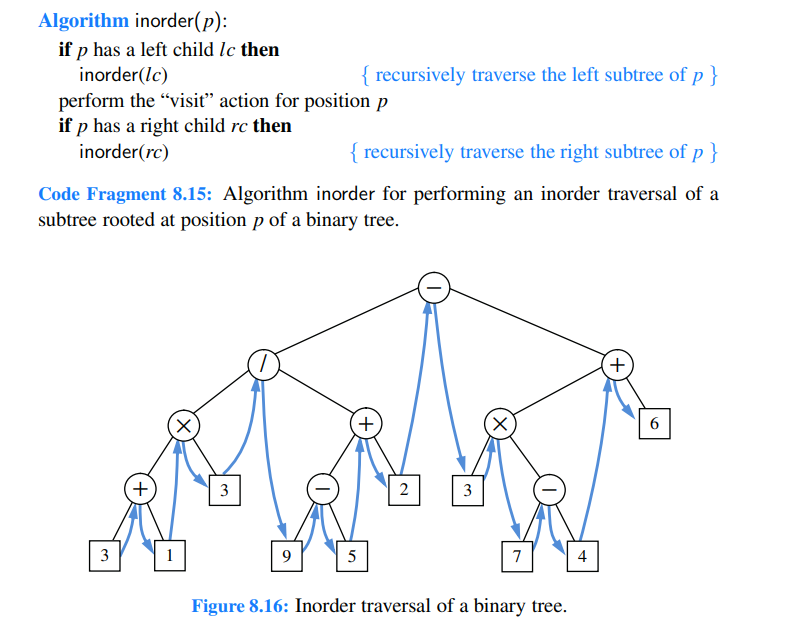 Algorithm inorder(p):
if p has a left child lc then
inorder(lc) { recursively traverse the left subtree of p }
perform the “visit” action for position p
if p has a right child rc then
inorder(rc) { recursively traverse the right subtree of p }
Code Fragment 8.15: Algorithm inorder for performing an inorder traversal of a
subtree rooted at position p of a binary tree.
−
/ +
× + × 6
+ 3 − 2 3 −
3 1 9 5 7 4
Figure 8.16: Inorder traversal of a binary tree.